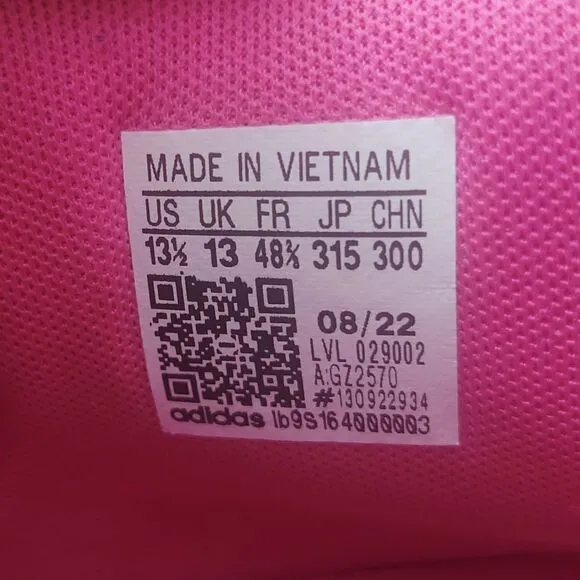 MADE IN VIETNAM
US UK FR JP CHN
13½ 13 48⅔ 315 300
08/22
LVL 029002
A:GZ2570
#130922934
adidas Ib9S164000003